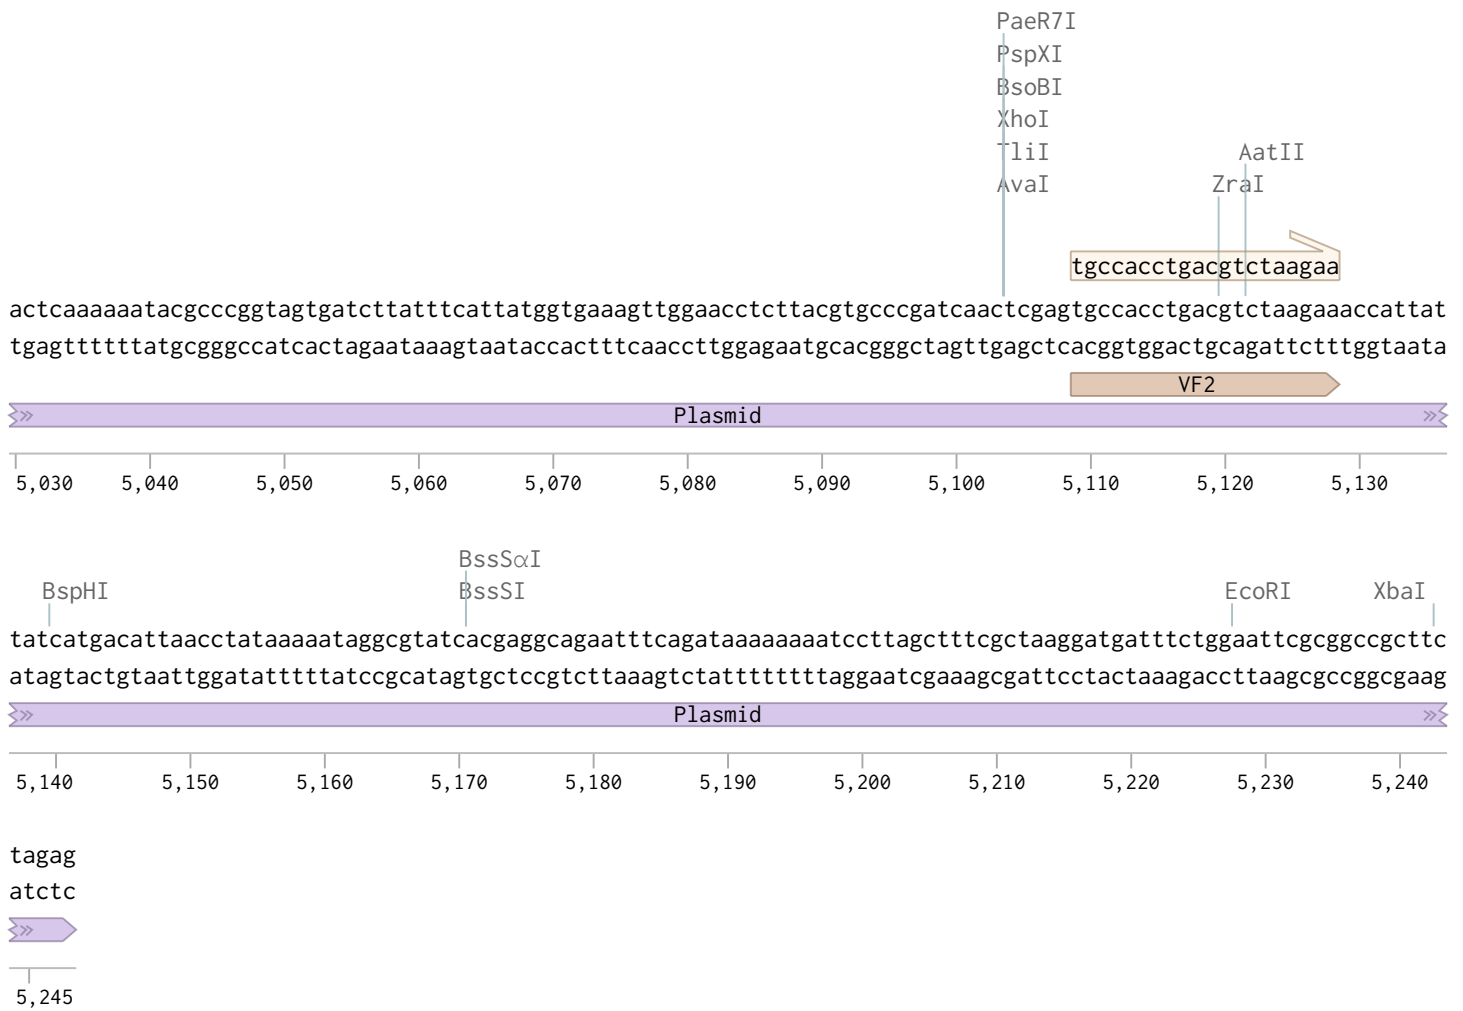 PaeR7I
PspXI
BsoBI
XhoI
TliI
AatII
AvaI
ZraI
tgccacctgacgtctaagaa
actcaaaaaatacgcccggtagtgatcttatttcattatggtgaaagttggaacctcttacgtgcccgatcaactcgagtgccacctgacgtctaagaaaccattat
tgagttttttatgcgggccatcactagaataaagtaataccactttcaaccttggagaatgcacgggctagttgagctcacggtggactgcagattctttggtaata
VF2
Plasmid
5,030 5,040 5,050 5,060 5,070 5,080 5,090 5,100 5,110 5,120 5,130
BssSαI
BspHI BssSI EcoRI XbaI
tatcatgacattaacctataaaaataggcgtatcacgaggcagaatttcagataaaaaaaatccttagctttcgctaaggatgatttctggaattcgcggccgcttc
atagtactgtaattggatatttttatccgcatagtgctccgtcttaaagtctattttttttaggaatcgaaagcgattcctactaaagaccttaagcgccggcgaag
Plasmid
5,140 5,150 5,160 5,170 5,180 5,190 5,200 5,210 5,220 5,230 5,240
tagag
atctc
5,245